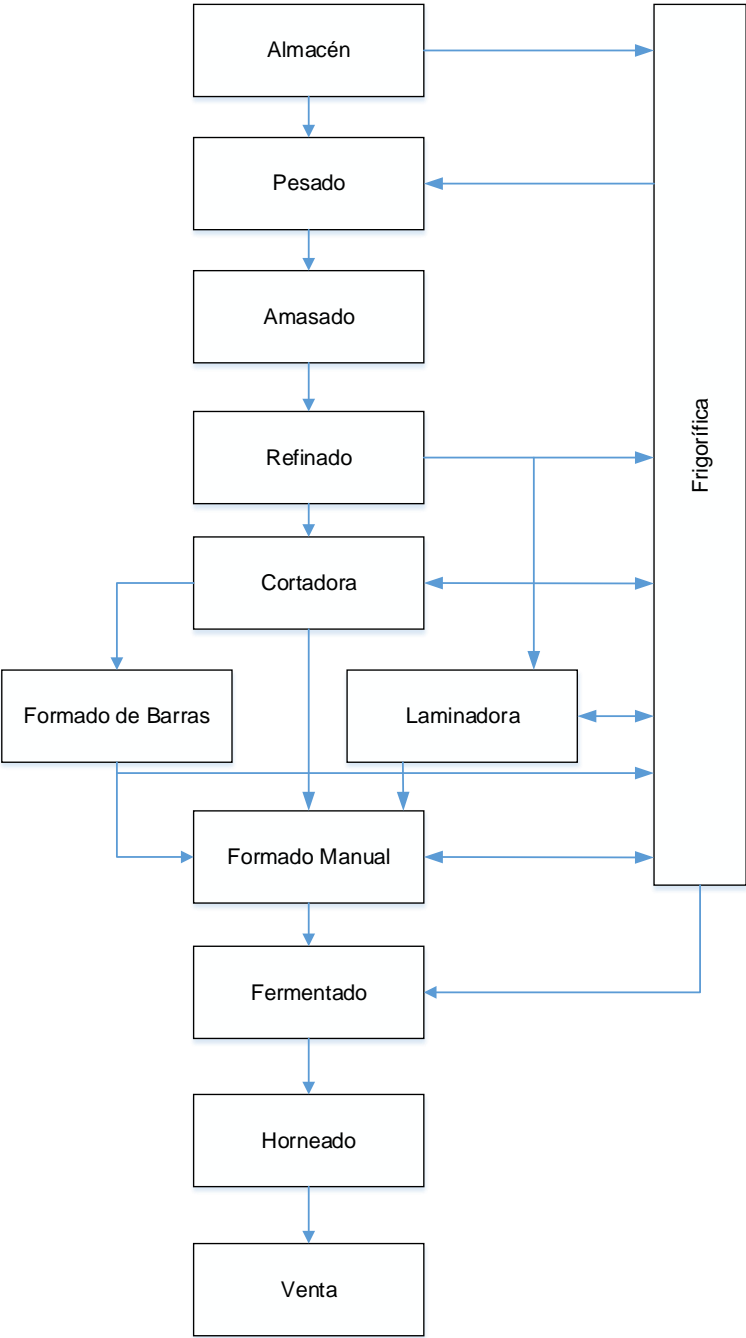 Almacén
Pesado
Amasado
Refinado
Frigorífica
Cortadora
Formado de Barras
Laminadora
Formado Manual
Fermentado
Horneado
Venta